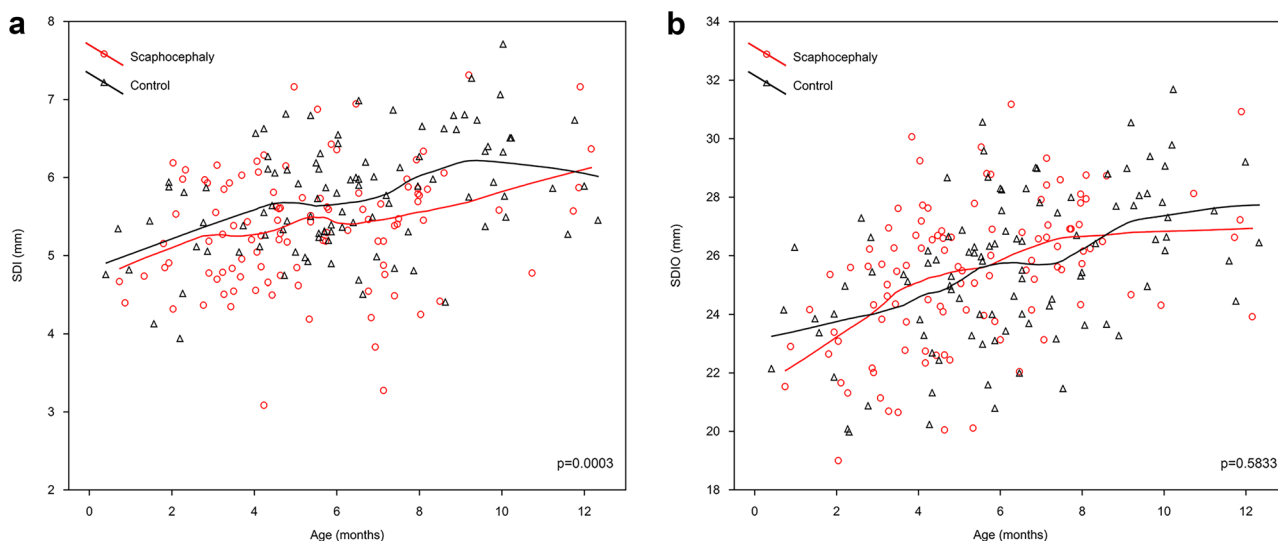 a
SDI (mm)
8
7
6
5
4
3
2
Scaphocephaly
Control
p=0.0003
0 2 4 6 8 10 12
Age (months)
b
SDIO (mm)
34
32
30
28
26
24
22
20
18
Scaphocephaly
Control
p=0.5833
0 2 4 6 8 10 12
Age (months)